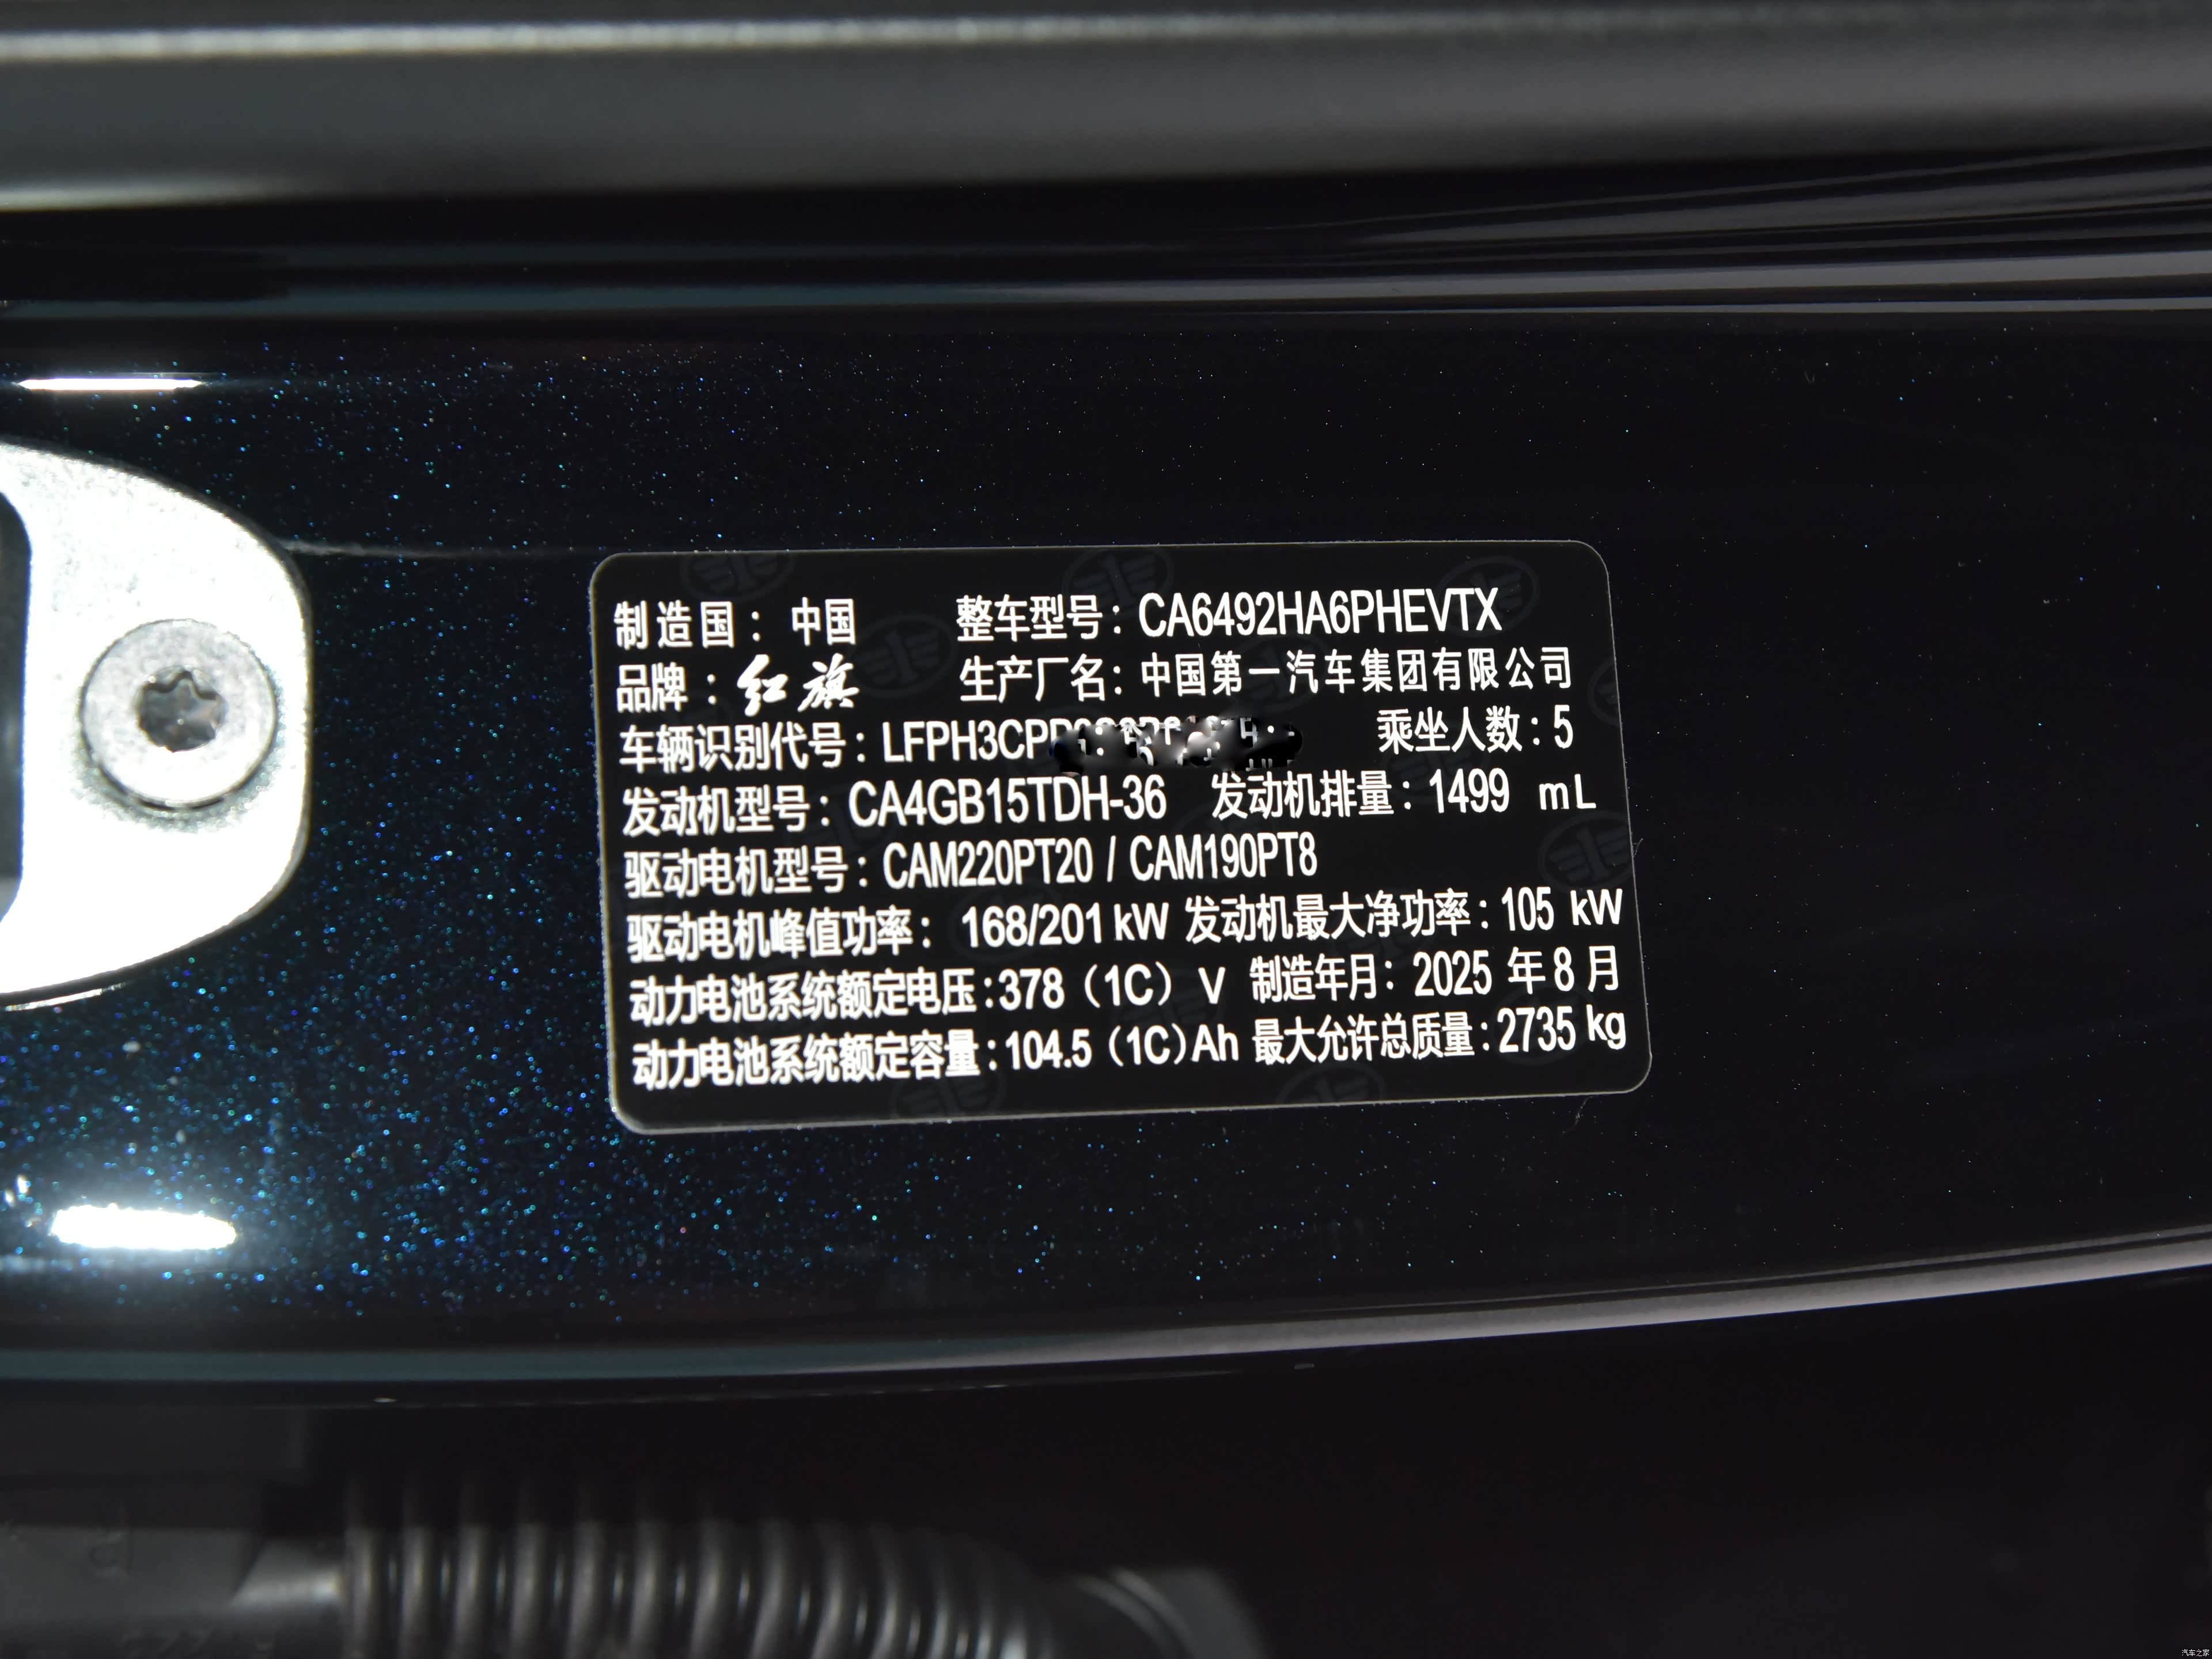 制造国：中国 整车型号：CA6492HA6PHEVTX
品牌：红旗 生产厂名：中国第一汽车集团有限公司
车辆识别代号：LFPH3CP 乘坐人数：5
发动机型号：CA4GB15TDH-36 发动机排量：1499 mL
驱动电机型号：CAM220PT20 / CAM190PT8
驱动电机峰值功率： 168/201 kW 发动机最大净功率：105 kW
动力电池系统额定电压：378（1C）V 制造年月：2025 年 8 月
动力电池系统额定容量：104.5（1C）Ah 最大允许总质量：2735 kg
汽车之家